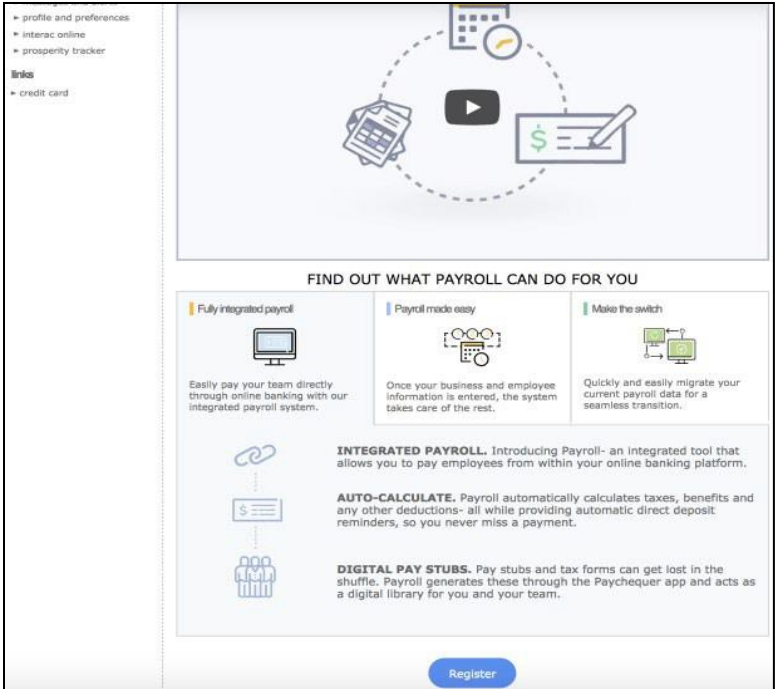 ► profile and preferences
► interac online
► prosperity tracker
links
► credit card
$
FIND OUT WHAT PAYROLL CAN DO FOR YOU
Fully integrated payroll
Easily pay your team directly
through online banking with our
integrated payroll system.
Payroll made easy
Once your business and employee
information is entered, the system
takes care of the rest.
Make the switch
Quickly and easily migrate your
current payroll data for a
seamless transition.
INTEGRATED PAYROLL. Introducing Payroll- an integrated tool that
allows you to pay employees from within your online banking platform.
$
AUTO-CALCULATE. Payroll automatically calculates taxes, benefits and
any other deductions- all while providing automatic direct deposit
reminders, so you never miss a payment.
DIGITAL PAY STUBS. Pay stubs and tax forms can get lost in the
shuffle. Payroll generates these through the Paychequer app and acts as
a digital library for you and your team.
Register